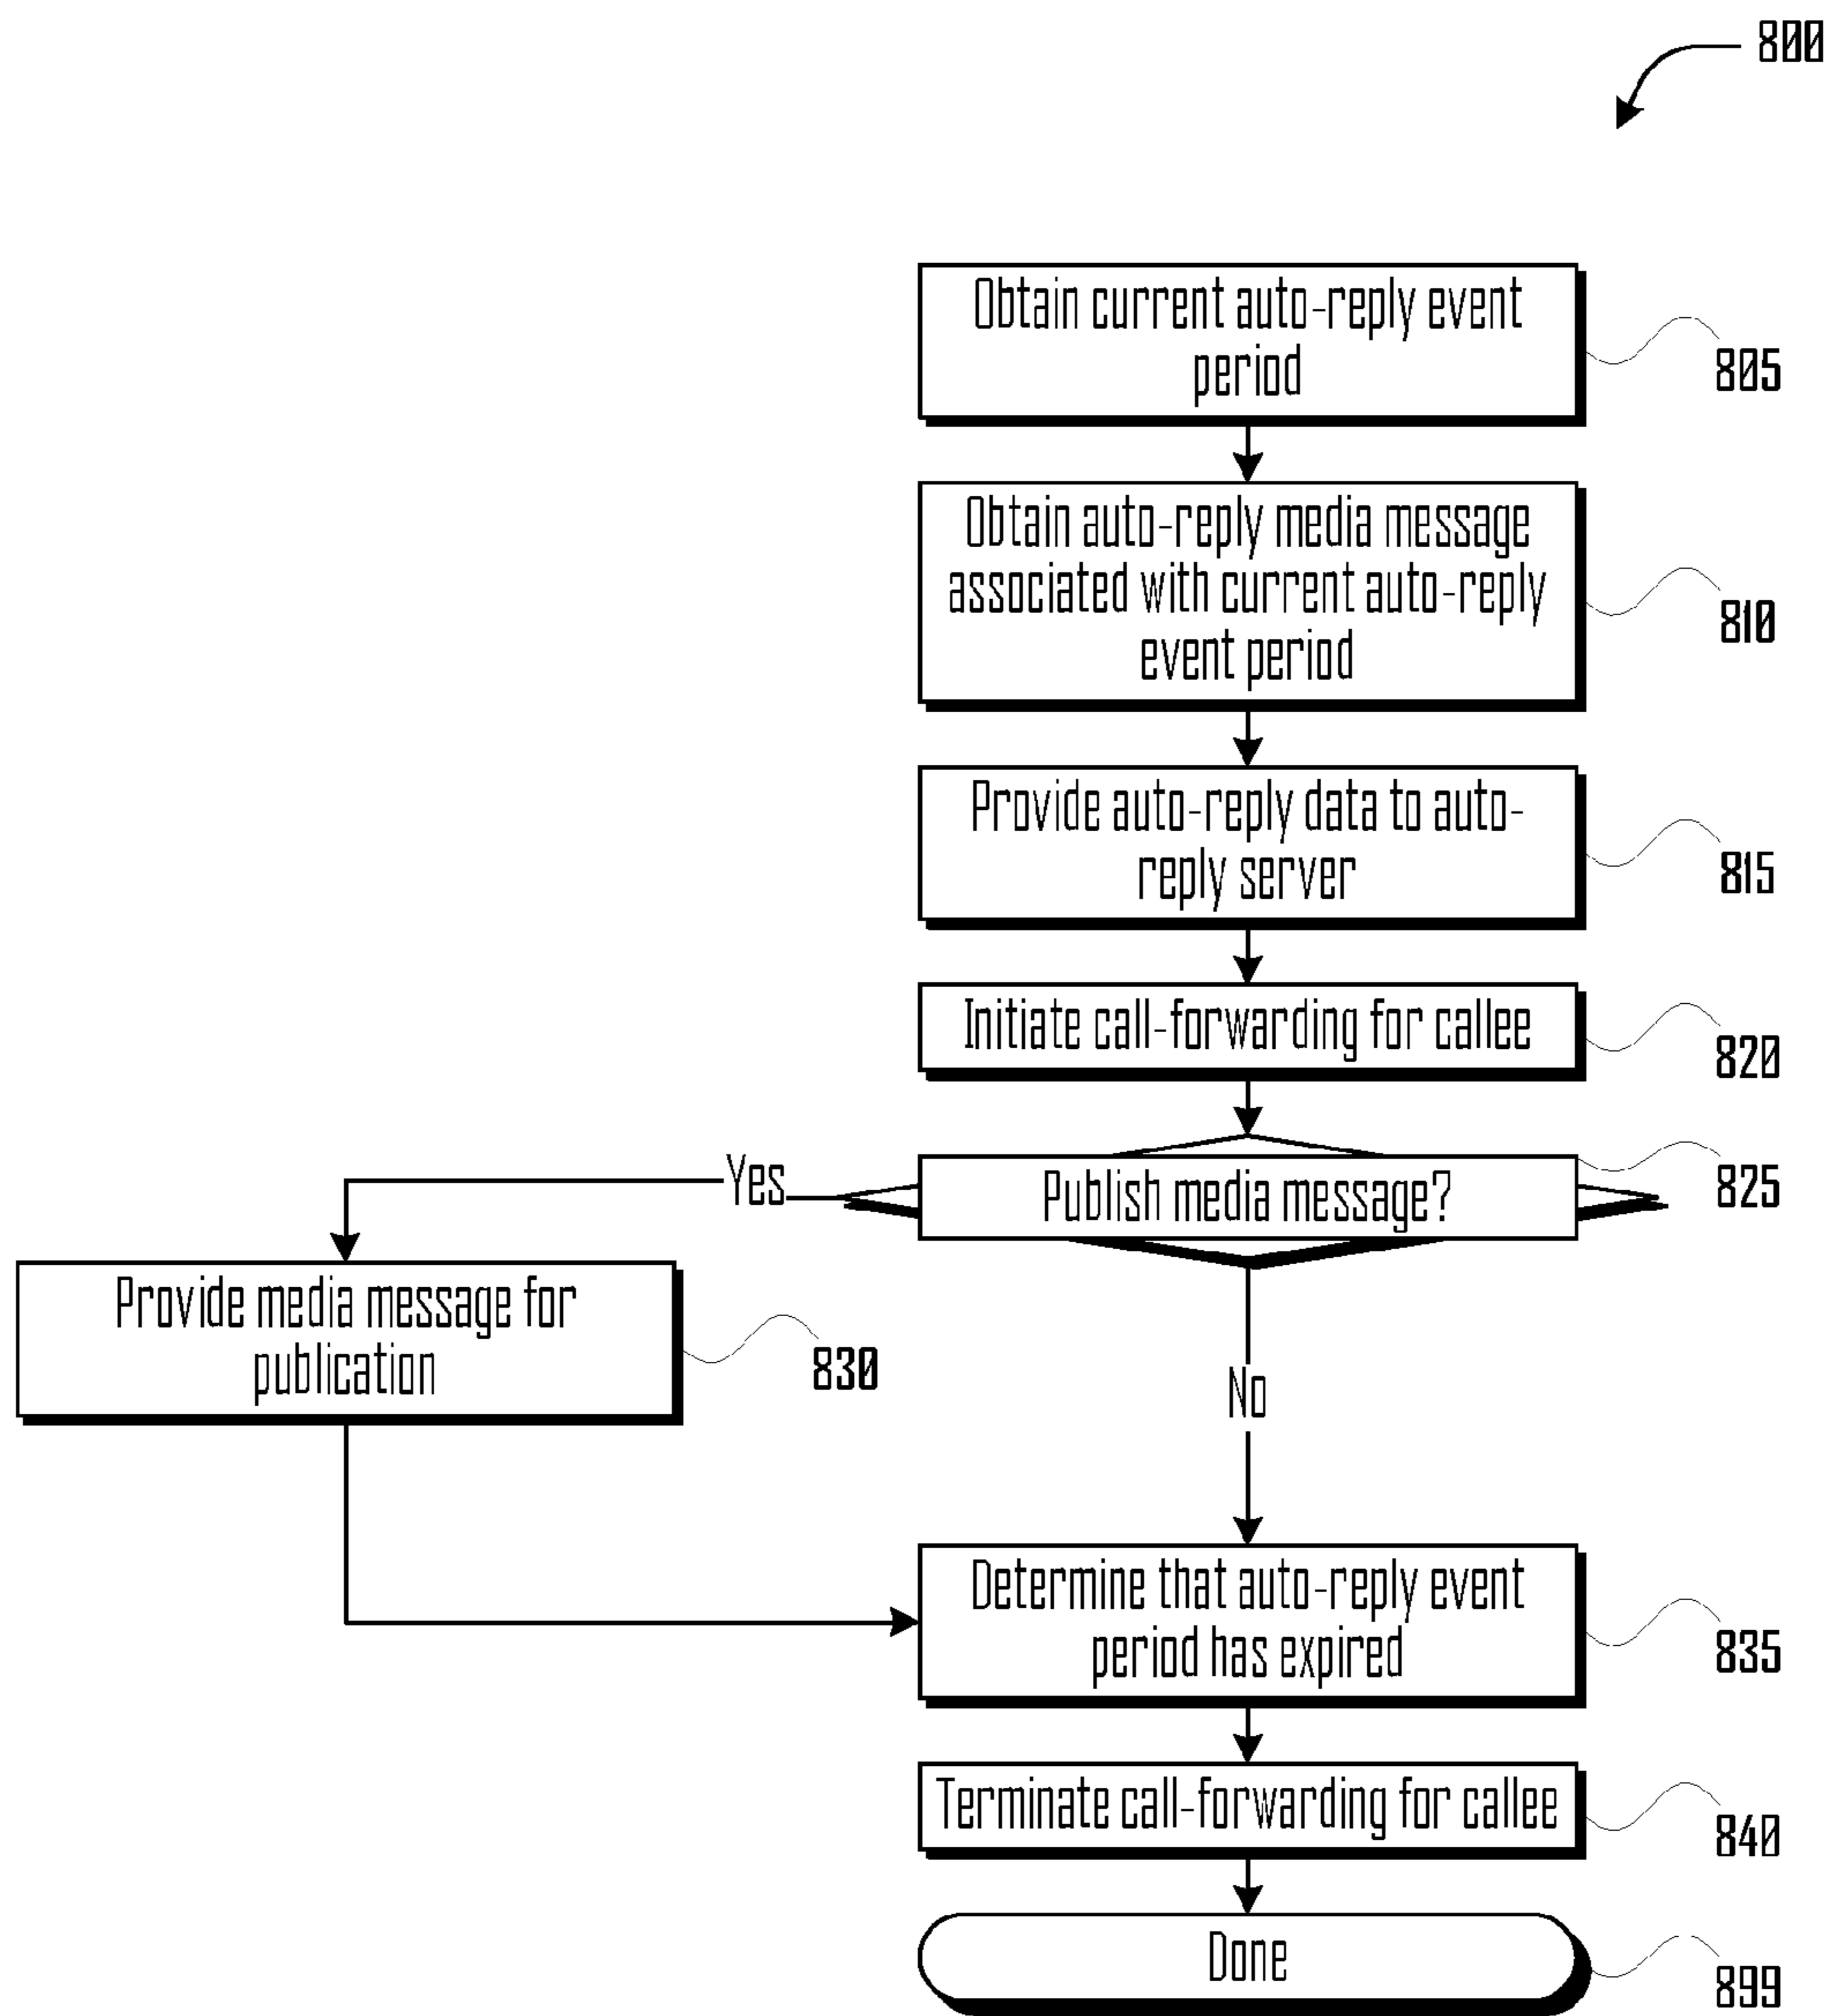 800
Obtain current auto-reply event
period
805
Obtain auto-reply media message
associated with current auto-reply
event period
810
Provide auto-reply data to auto-
reply server
815
Initiate call-forwarding for callee
820
Publish media message?
825
Yes
Provide media message for
publication
830
No
Determine that auto-reply event
period has expired
835
Terminate call-forwarding for callee
840
Done
899